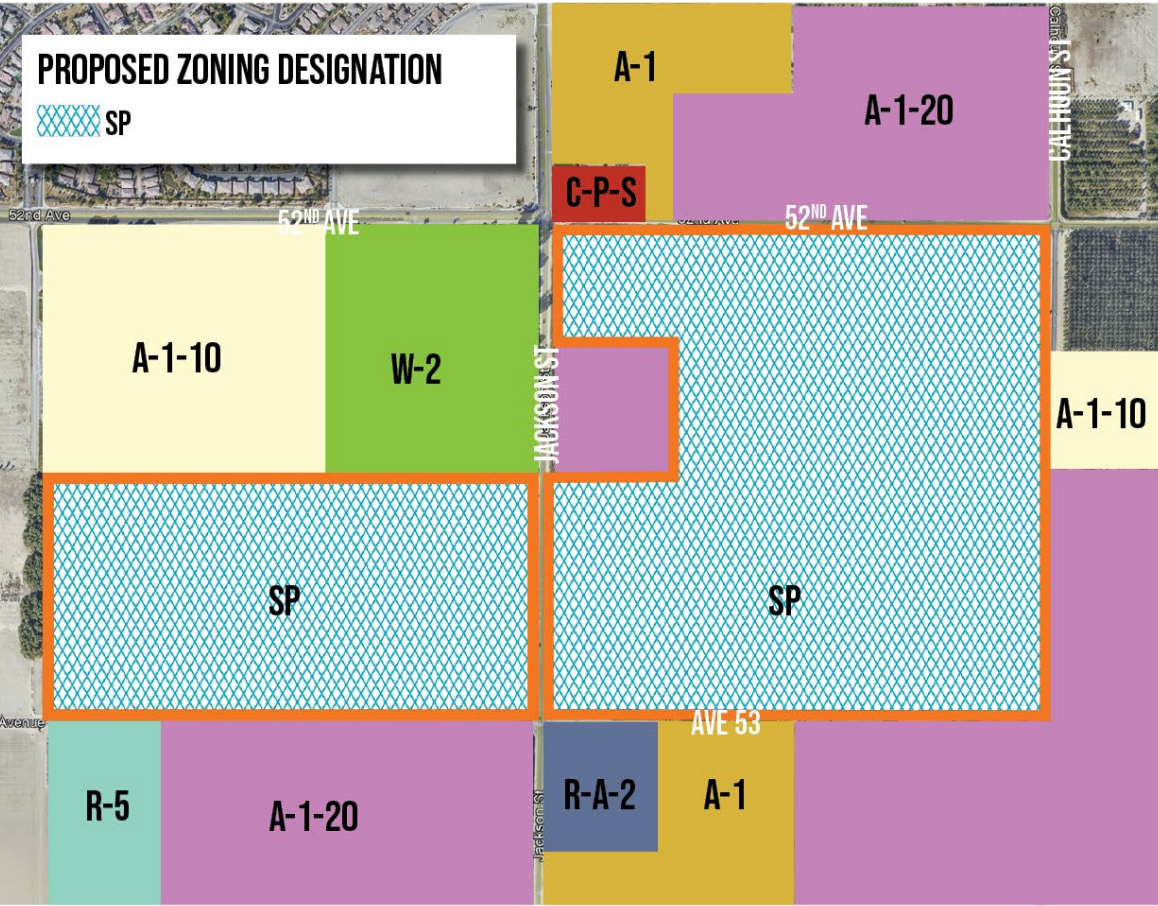 PROPOSED ZONING DESIGNATION
SP
A-1
A-1-20
CALHOUN ST
C-P-S
52nd Ave
52ND AVE
52ND AVE
A-1-10
W-2
JACKSON ST
A-1-10
SP
SP
Avenue
AVE 53
R-5
A-1-20
Jackson St
R-A-2
A-1